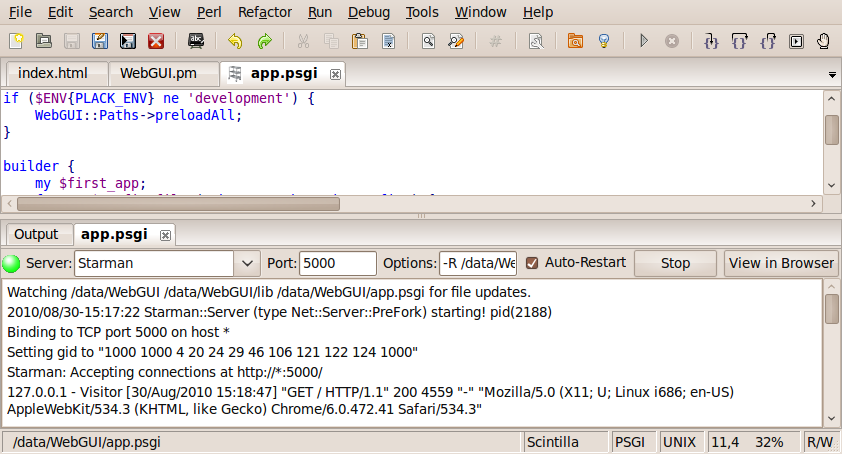 File Edit Search View Perl Refactor Run Debug Tools Window Help
index.html WebGUI.pm app.psgi
if ($ENV{PLACK_ENV} ne 'development') {
WebGUI::Paths->preloadAll;
}
builder {
my $first_app;
Output app.psgi
Server: Starman Port: 5000 Options: -R /data/We Auto-Restart Stop View in Browser
Watching /data/WebGUI /data/WebGUI/lib /data/WebGUI/app.psgi for file updates.
2010/08/30-15:17:22 Starman::Server (type Net::Server::PreFork) starting! pid(2188)
Binding to TCP port 5000 on host *
Setting gid to "1000 1000 4 20 24 29 46 106 121 122 124 1000"
Starman: Accepting connections at http://*:5000/
127.0.0.1 - Visitor [30/Aug/2010 15:18:47] "GET / HTTP/1.1" 200 4559 "-" "Mozilla/5.0 (X11; U; Linux i686; en-US)
AppleWebKit/534.3 (KHTML, like Gecko) Chrome/6.0.472.41 Safari/534.3"
/data/WebGUI/app.psgi Scintilla PSGI UNIX 11,4 32% R/W